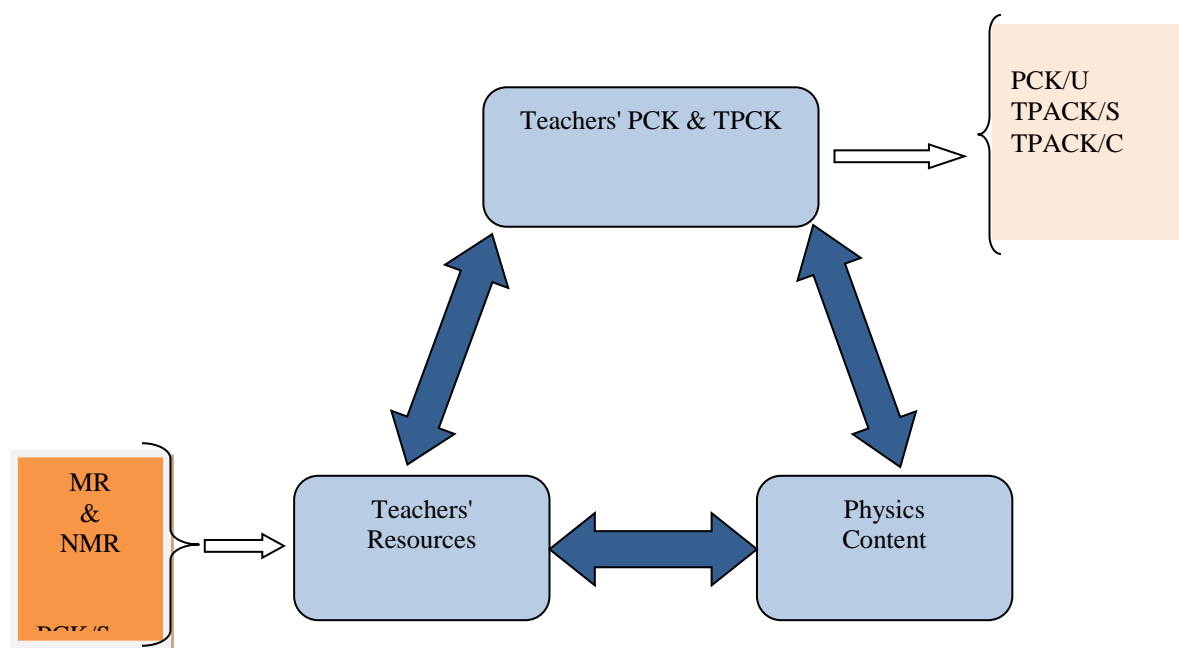 PCK/U
TPACK/S
TPACK/C
Teachers' PCK & TPCK
MR
&
NMR
Teachers'
Resources
Physics
Content